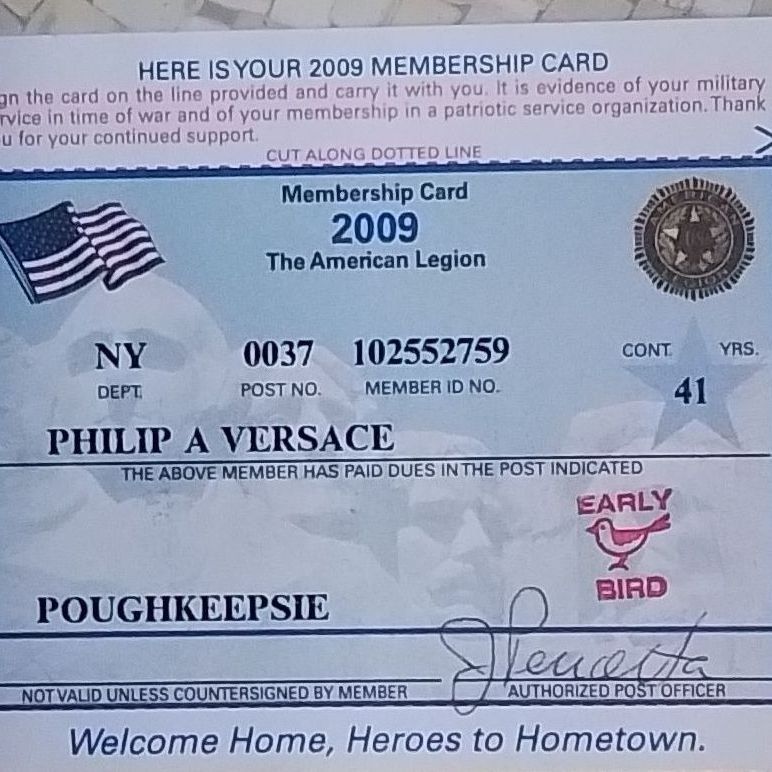 HERE IS YOUR 2009 MEMBERSHIP CARD
gn the card on the line provided and carry it with you. It is evidence of your military
rvice in time of war and of your membership in a patriotic service organization. Thank
u for your continued support.
CUT ALONG DOTTED LINE
Membership Card
2009
The American Legion
NY 0037 102552759 CONT. YRS.
DEPT. POST NO. MEMBER ID NO. 41
PHILIP A VERSACE
THE ABOVE MEMBER HAS PAID DUES IN THE POST INDICATED
EARLY
BIRD
POUGHKEEPSIE
NOT VALID UNLESS COUNTERSIGNED BY MEMBER AUTHORIZED POST OFFICER
Welcome Home, Heroes to Hometown.